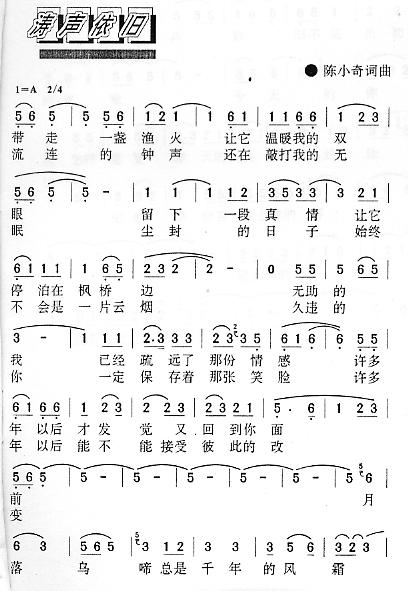 涛声依旧
● 陈小奇词曲
1=A 2/4
5 6 5 | 5 6 5 6 | 1 2 1 | 1 6 1 | 5 6 1 6 5 | 1 2 3
带 走 一盏 渔 火 让它 温暖我的 双
流 连 的 钟 声 还在 敲打我的 无
5 6 5 | 5 - | 1 1 | 1 1 2 | 3 5 3 3 | 3 2 1
眼 留 下 一段 真 情 让它
眠 尘 封 的 日 子 始终
6 1 1 1 | 1 6 5 | 2 3 2 | 2 - | 0 5 5 | 5 6 5
停 泊在 枫 桥 边 无助 的
不 会是 一片云 烟 久违 的
3 - | 1 1 | 2·3 3 3 | 2 3 3 5 | 1 6 1 6 | 5 5 5
我 已经 疏 远了 那份 情 感 许多
你 一定 保 存着 那张 笑 脸 许多
6 1 6 6 | 1 2 3 | 2 1 2 3 | 2 1 2 2 | 5· 6 | 5 6
年 以后 才发 觉 又 回 到你 面
年 以后 能不 能接受 彼此的 改
5 - | 5 - | 5 - | 5 - | 5 - | 5 6
前 月
变
6 3 | 5 6 5 | 3 1 3 2 | 3 3 | 3 1 6 | 3 2 3
落 乌 啼总是 千 年 的 风 霜